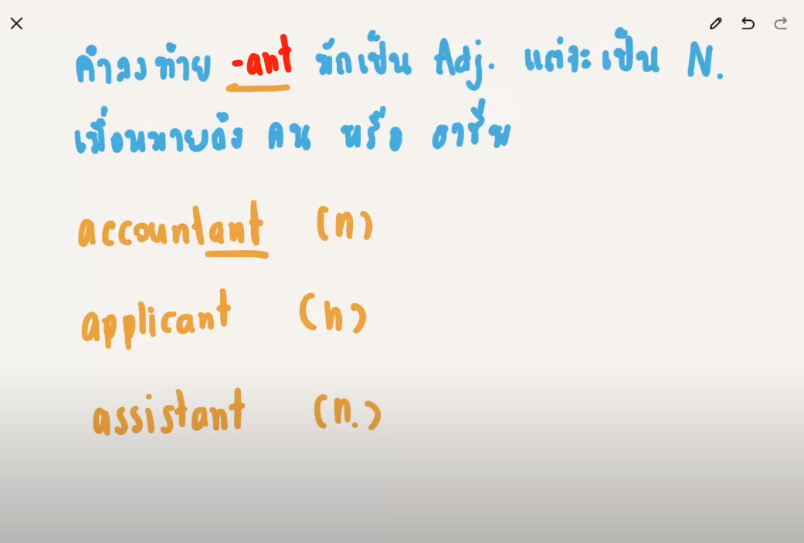 คำลงท้าย -ant มักเป็น Adj. แต่จะเป็น N.
เมื่อหมายถึง คน หรือ อาชีพ
accountant (n)
applicant (n)
assistant (n.)